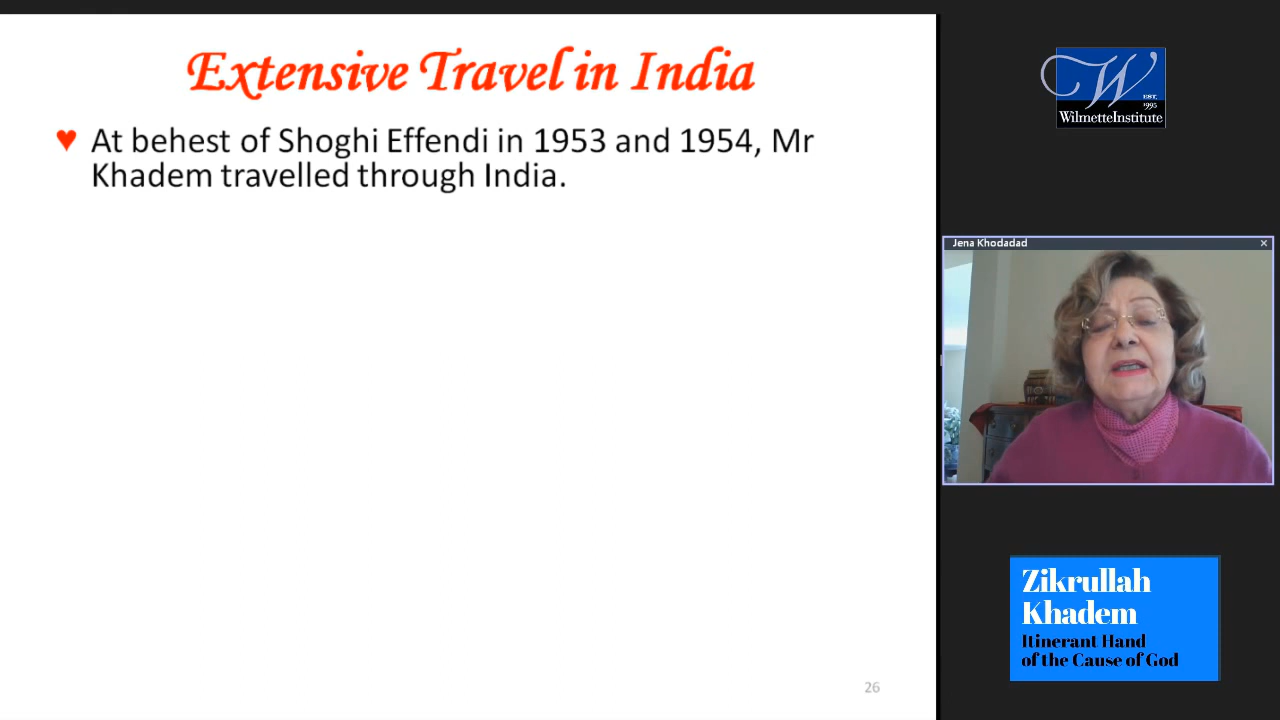 Extensive Travel in India
♥ At behest of Shoghi Effendi in 1953 and 1954, Mr
Khadem travelled through India.
26
W
EST.
1995
WilmetteInstitute
Jena Khodadad
Zikrullah
Khadem
Itinerant Hand
of the Cause of God